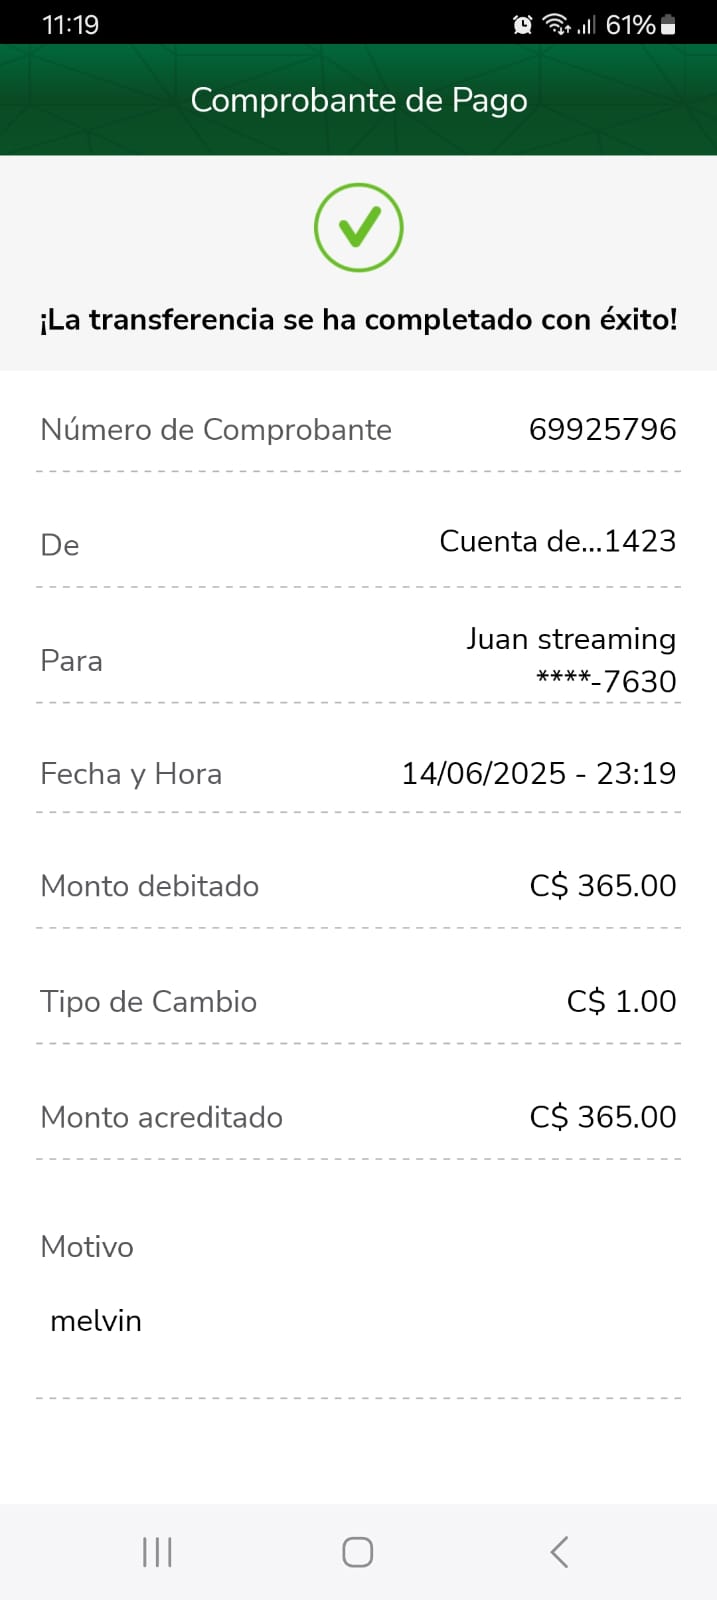 11:19 61%
Comprobante de Pago
¡La transferencia se ha completado con éxito!
Número de Comprobante 69925796
De Cuenta de...1423
Para Juan streaming
****-7630
Fecha y Hora 14/06/2025 - 23:19
Monto debitado C$ 365.00
Tipo de Cambio C$ 1.00
Monto acreditado C$ 365.00
Motivo
melvin